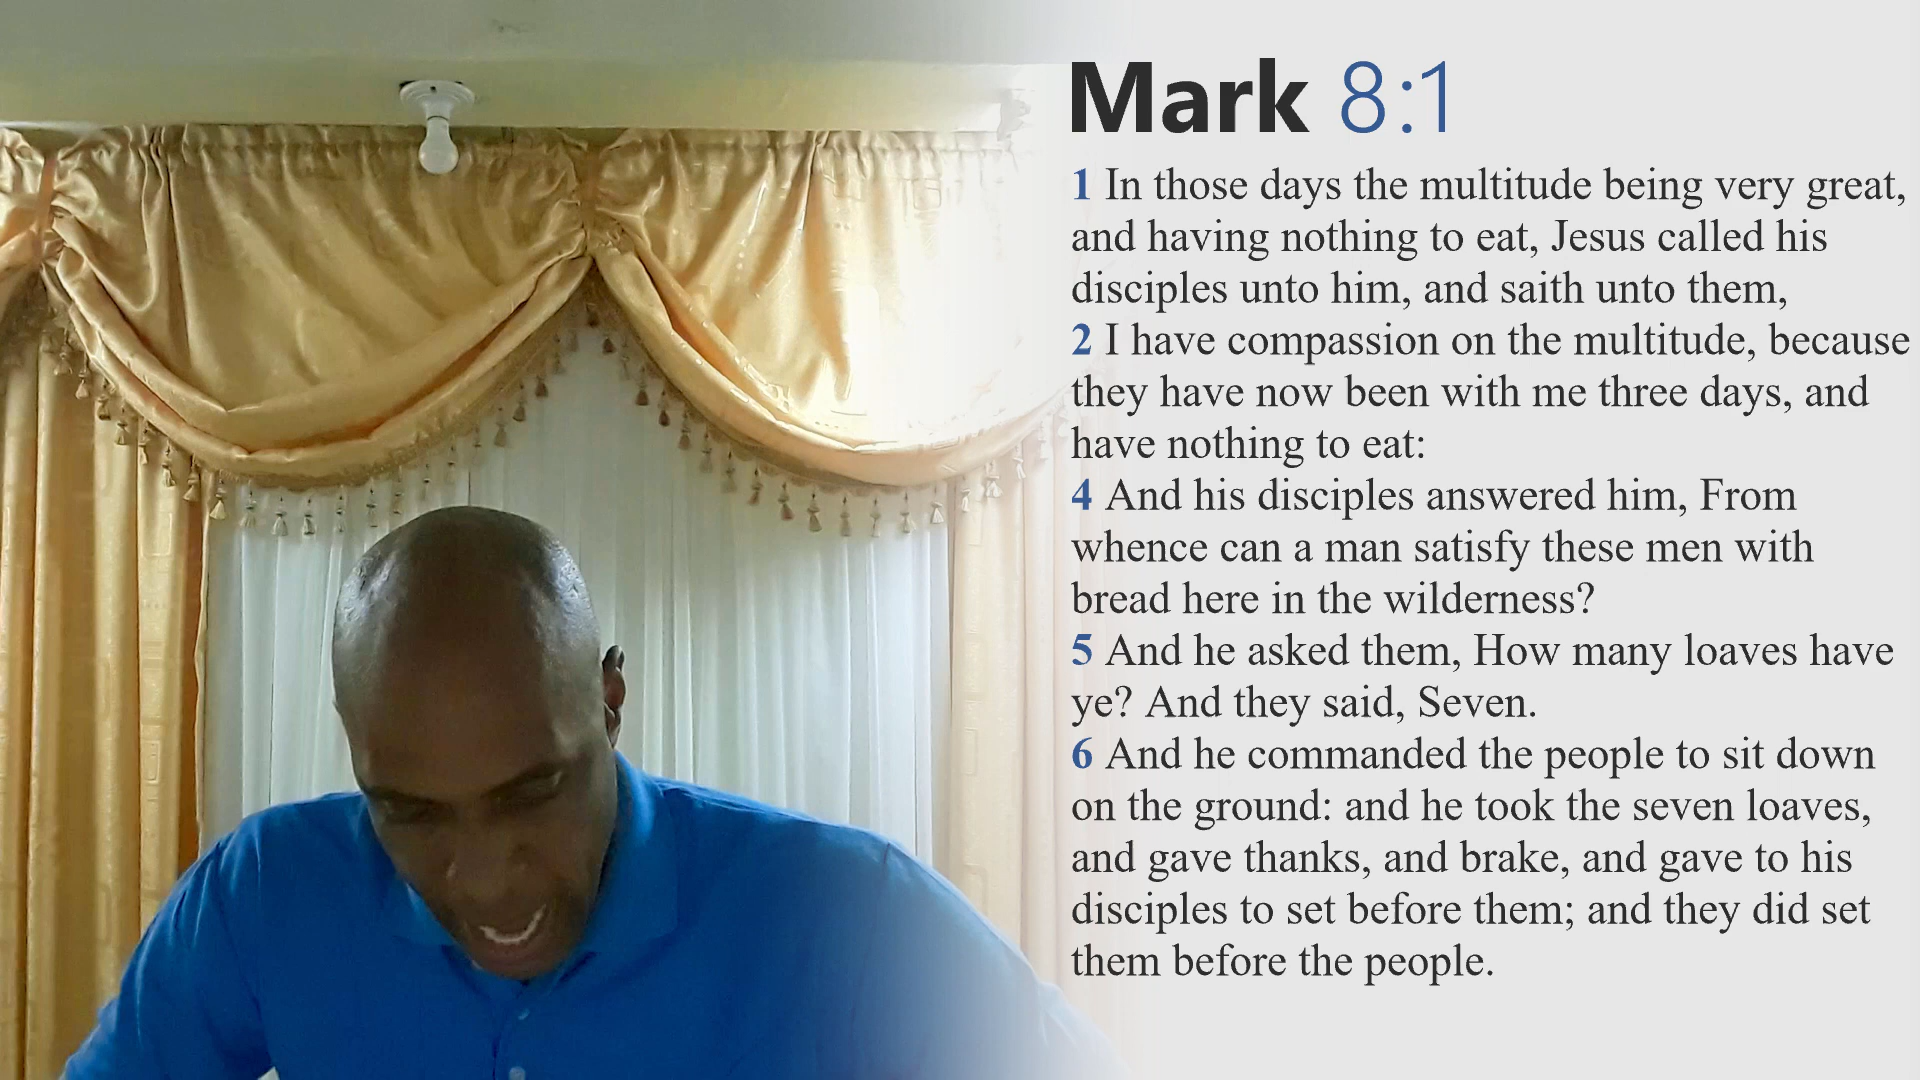 Mark 8:1
1 In those days the multitude being very great,
and having nothing to eat, Jesus called his
disciples unto him, and saith unto them,
2 I have compassion on the multitude, because
they have now been with me three days, and
have nothing to eat:
4 And his disciples answered him, From
whence can a man satisfy these men with
bread here in the wilderness?
5 And he asked them, How many loaves have
ye? And they said, Seven.
6 And he commanded the people to sit down
on the ground: and he took the seven loaves,
and gave thanks, and brake, and gave to his
disciples to set before them; and they did set
them before the people.